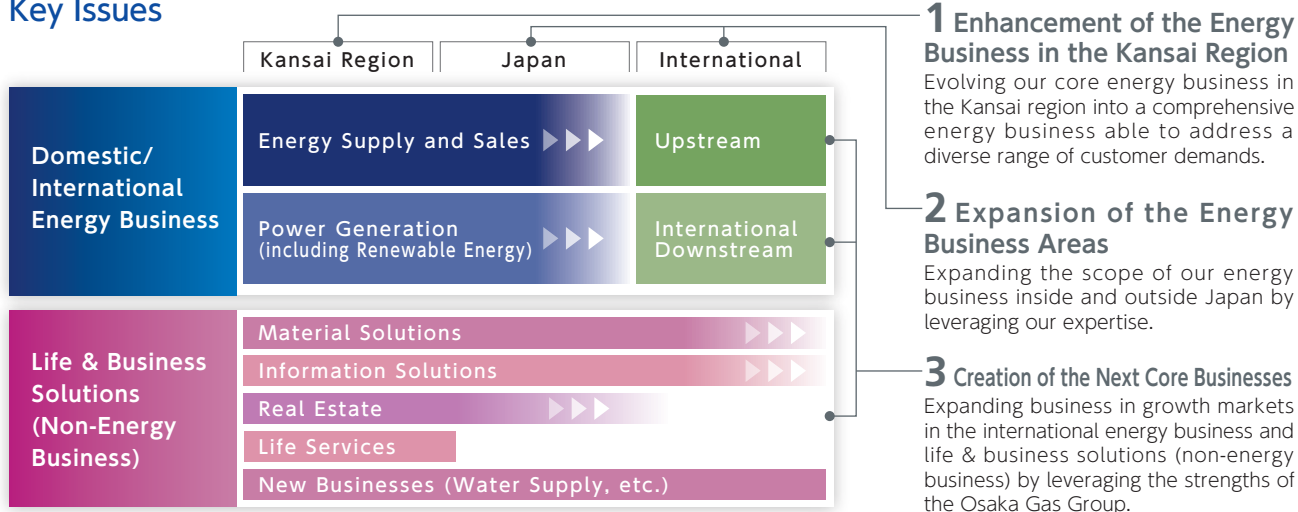 Key Issues
Kansai Region
Japan
International
Domestic/
International
Energy Business
Energy Supply and Sales
Upstream
Power Generation
(including Renewable Energy)
International
Downstream
Life & Business
Solutions
(Non-Energy
Business)
Material Solutions
Information Solutions
Real Estate
Life Services
New Businesses (Water Supply, etc.)
1 Enhancement of the Energy
Business in the Kansai Region
Evolving our core energy business in
the Kansai region into a comprehensive
energy business able to address a
diverse range of customer demands.
2 Expansion of the Energy
Business Areas
Expanding the scope of our energy
business inside and outside Japan by
leveraging our expertise.
3 Creation of the Next Core Businesses
Expanding business in growth markets
in the international energy business and
life & business solutions (non-energy
business) by leveraging the strengths of
the Osaka Gas Group.